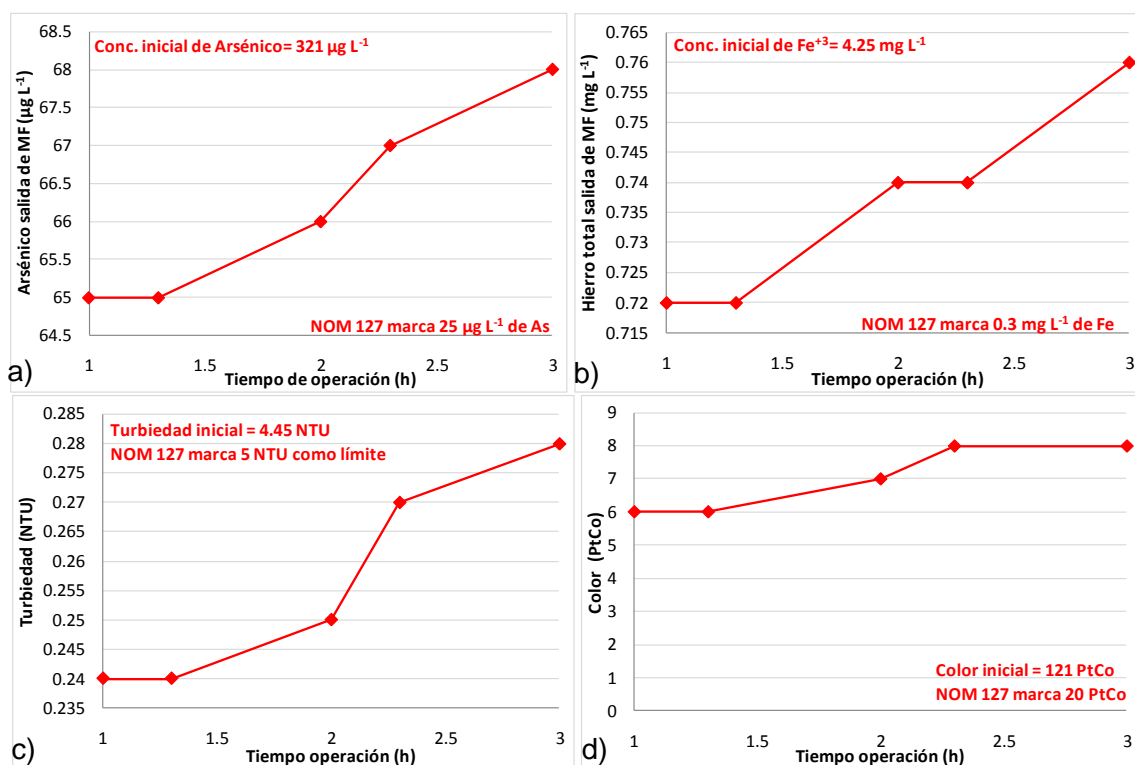 68.5
68
67.5
67
66.5
66
65.5
65
64.5
Arsénico salida de MF (µg L⁻¹)
Conc. inicial de Arsénico= 321 µg L⁻¹
NOM 127 marca 25 µg L⁻¹ de As
1 1.5 2 2.5 3
Tiempo de operación (h)
a)
0.765
0.76
0.755
0.75
0.745
0.74
0.735
0.73
0.725
0.72
0.715
Hierro total salida de MF (mg L⁻¹)
Conc. inicial de Fe⁺³= 4.25 mg L⁻¹
NOM 127 marca 0.3 mg L⁻¹ de Fe
1 1.5 2 2.5 3
Tiempo operación (h)
b)
0.285
0.28
0.275
0.27
0.265
0.26
0.255
0.25
0.245
0.24
0.235
Turbiedad (NTU)
Turbiedad inicial = 4.45 NTU
NOM 127 marca 5 NTU como límite
1 1.5 2 2.5 3
Tiempo operación (h)
c)
9
8
7
6
5
4
3
2
1
0
Color (PtCo)
Color inicial = 121 PtCo
NOM 127 marca 20 PtCo
1 1.5 2 2.5 3
Tiempo operación (h)
d)